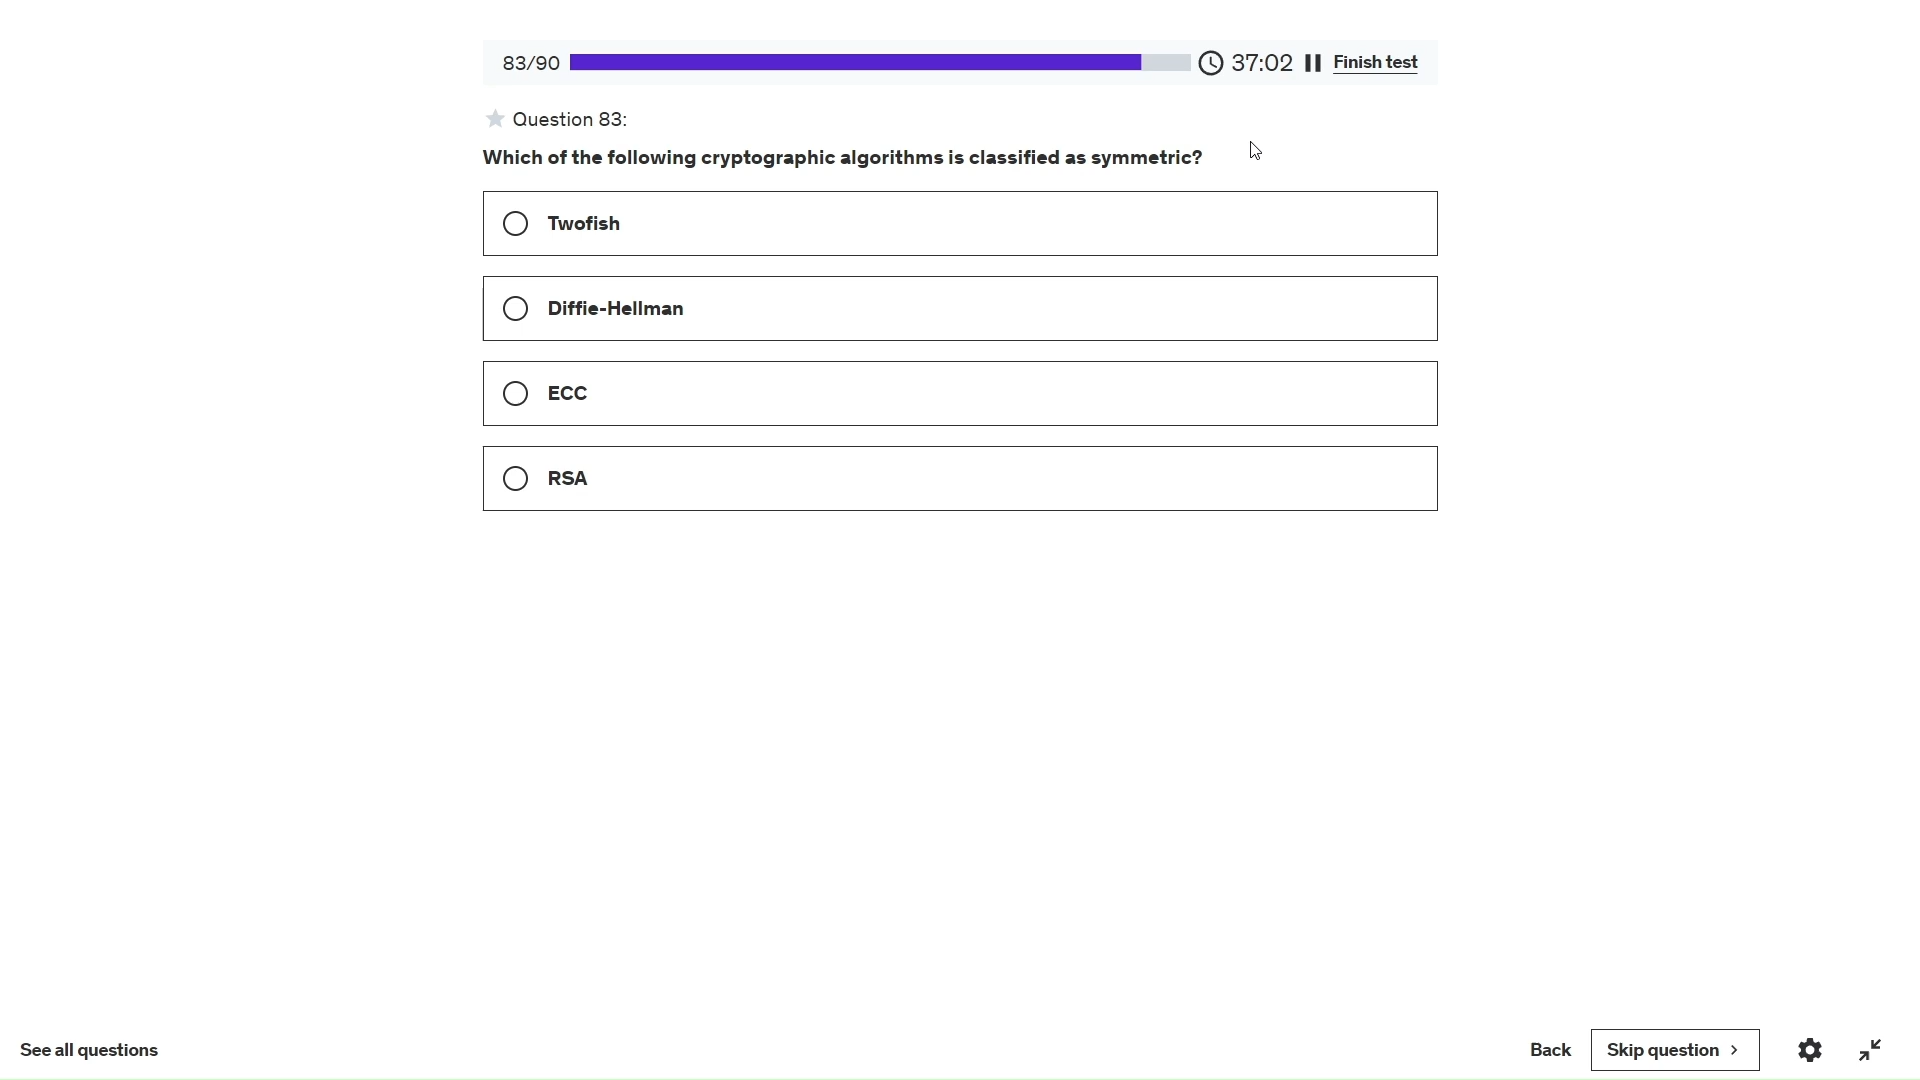 83/90 37:02 Finish test
Question 83:
Which of the following cryptographic algorithms is classified as symmetric?
Twofish
Diffie-Hellman
ECC
RSA
See all questions Back Skip question